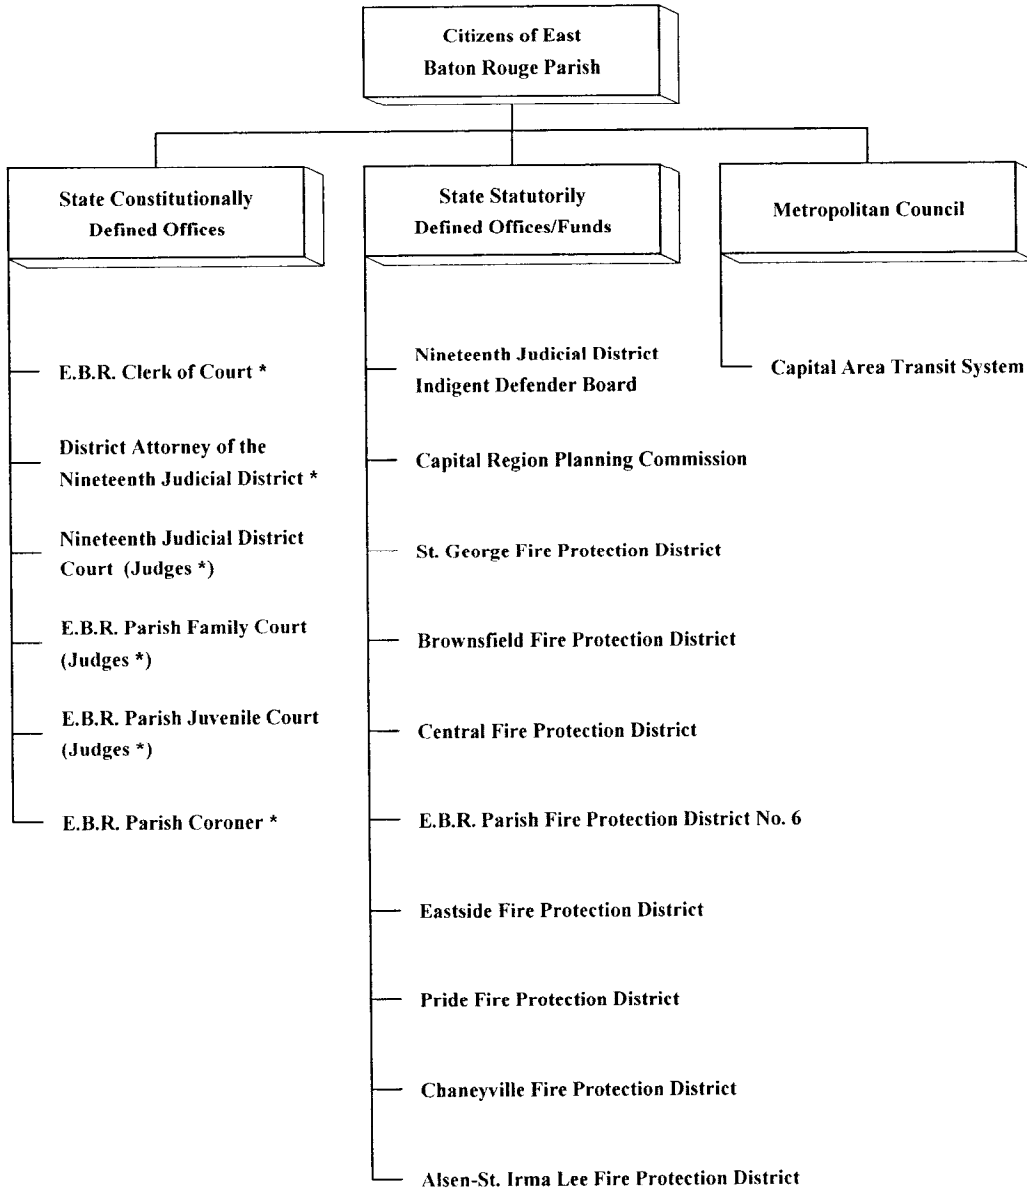 Citizens of East
Baton Rouge Parish
State Constitutionally
Defined Offices
State Statutorily
Defined Offices/Funds
Metropolitan Council
E.B.R. Clerk of Court *
District Attorney of the
Nineteenth Judicial District *
Nineteenth Judicial District
Court (Judges *)
E.B.R. Parish Family Court
(Judges *)
E.B.R. Parish Juvenile Court
(Judges *)
E.B.R. Parish Coroner *
Nineteenth Judicial District
Indigent Defender Board
Capital Region Planning Commission
St. George Fire Protection District
Brownsfield Fire Protection District
Central Fire Protection District
E.B.R. Parish Fire Protection District No. 6
Eastside Fire Protection District
Pride Fire Protection District
Chaneyville Fire Protection District
Alsen-St. Irma Lee Fire Protection District
Capital Area Transit System